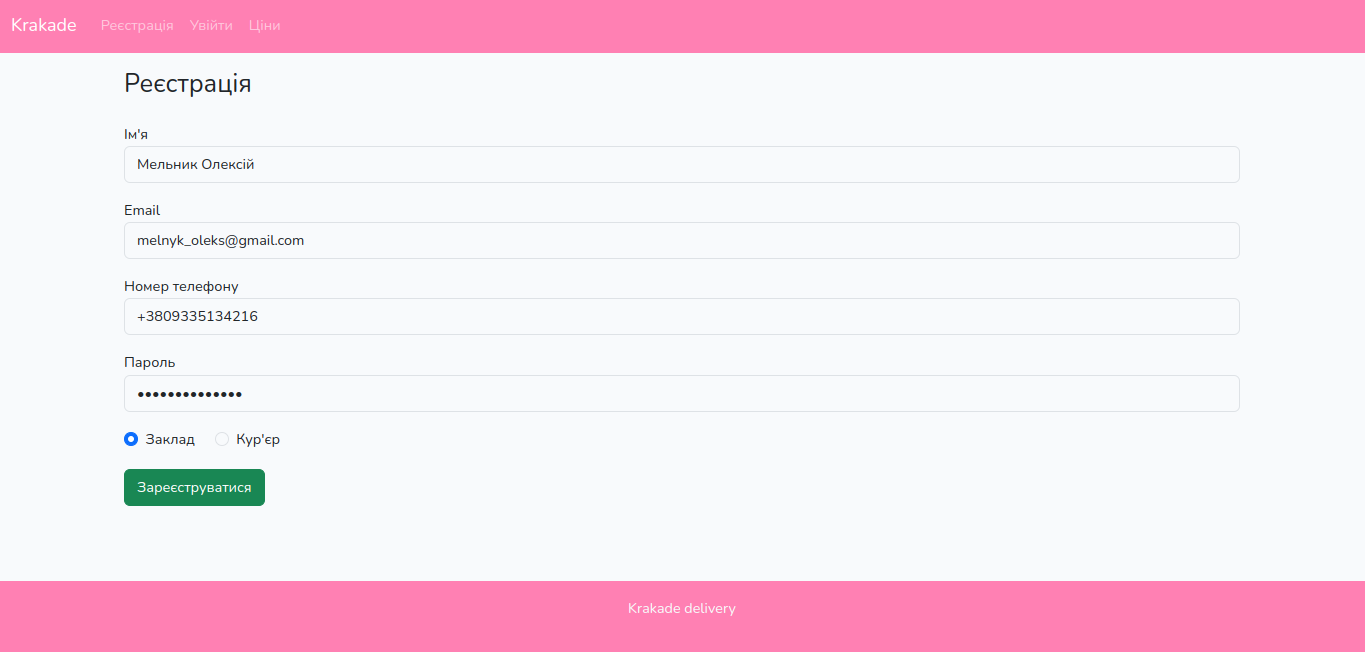 Krakade Реєстрація Увійти Ціни
Реєстрація
Ім'я
Мельник Олексій
Email
melnyk_oleks@gmail.com
Номер телефону
+3809335134216
Пароль
••••••••••••••
Заклад Кур'єр
Зареєструватися
Krakade delivery